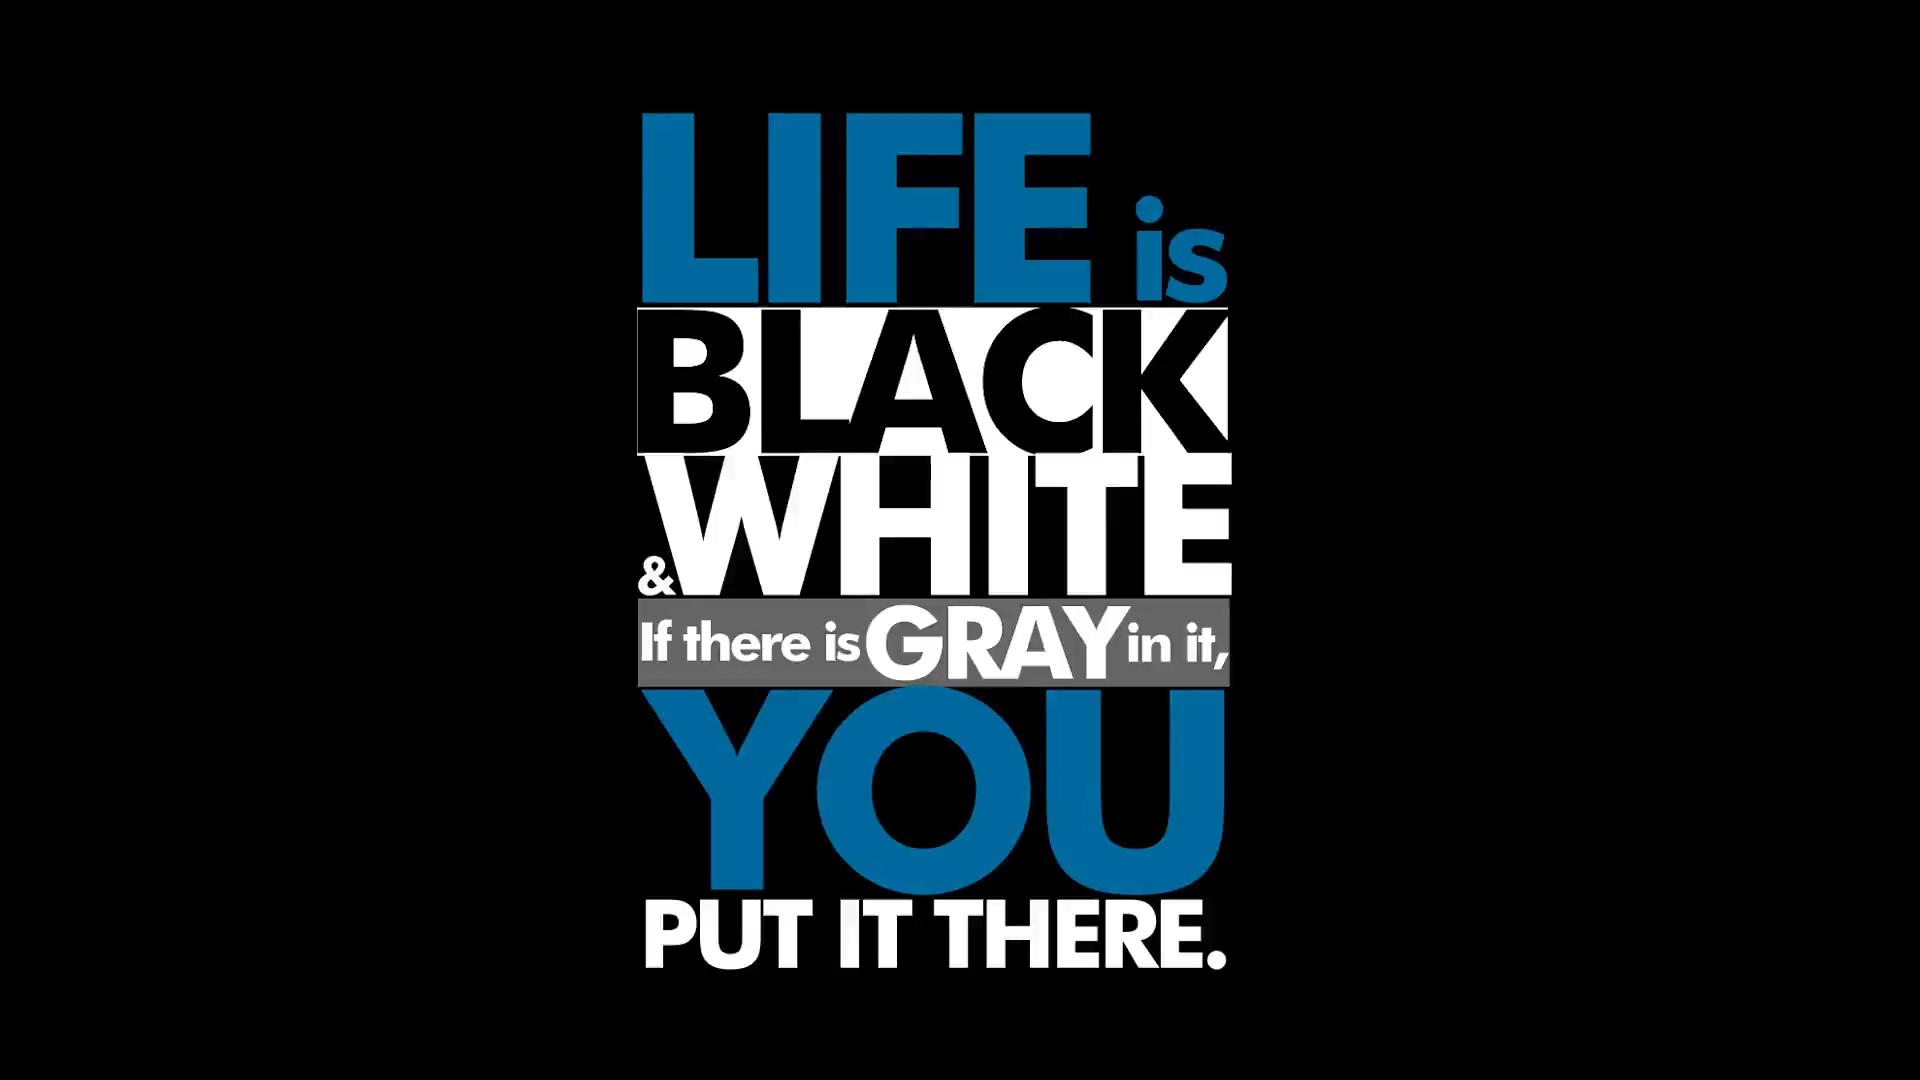 LIFE is
BLACK
&WHITE
If there is GRAY in it,
YOU
PUT IT THERE.